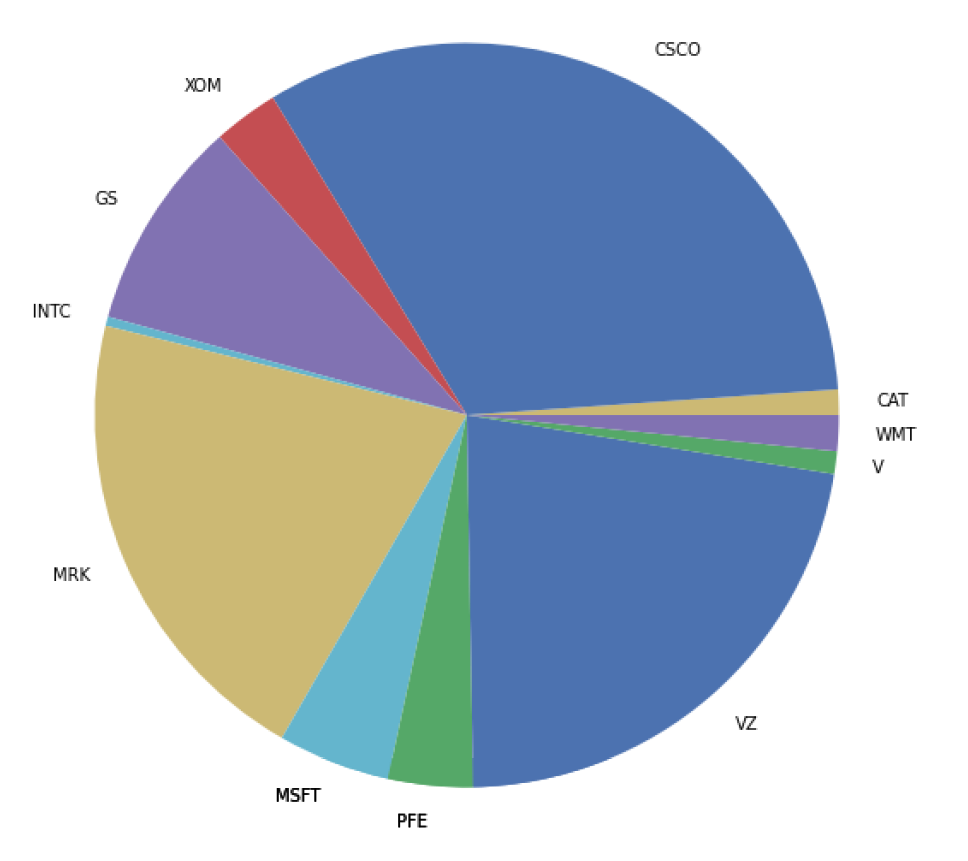 CSCO
XOM
GS
INTC
CAT
WMT
V
MRK
VZ
MSFT
PFE